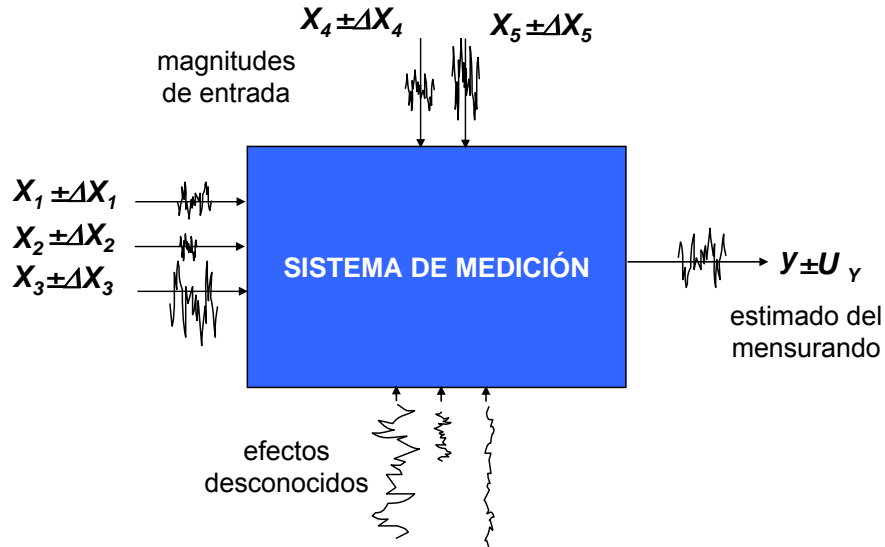 X4 ±ΔX4
X5 ±ΔX5
magnitudes
de entrada
X1 ±ΔX1
X2 ±ΔX2
X3 ±ΔX3
SISTEMA DE MEDICIÓN
y ±U Y
estimado del
mensurando
efectos
desconocidos